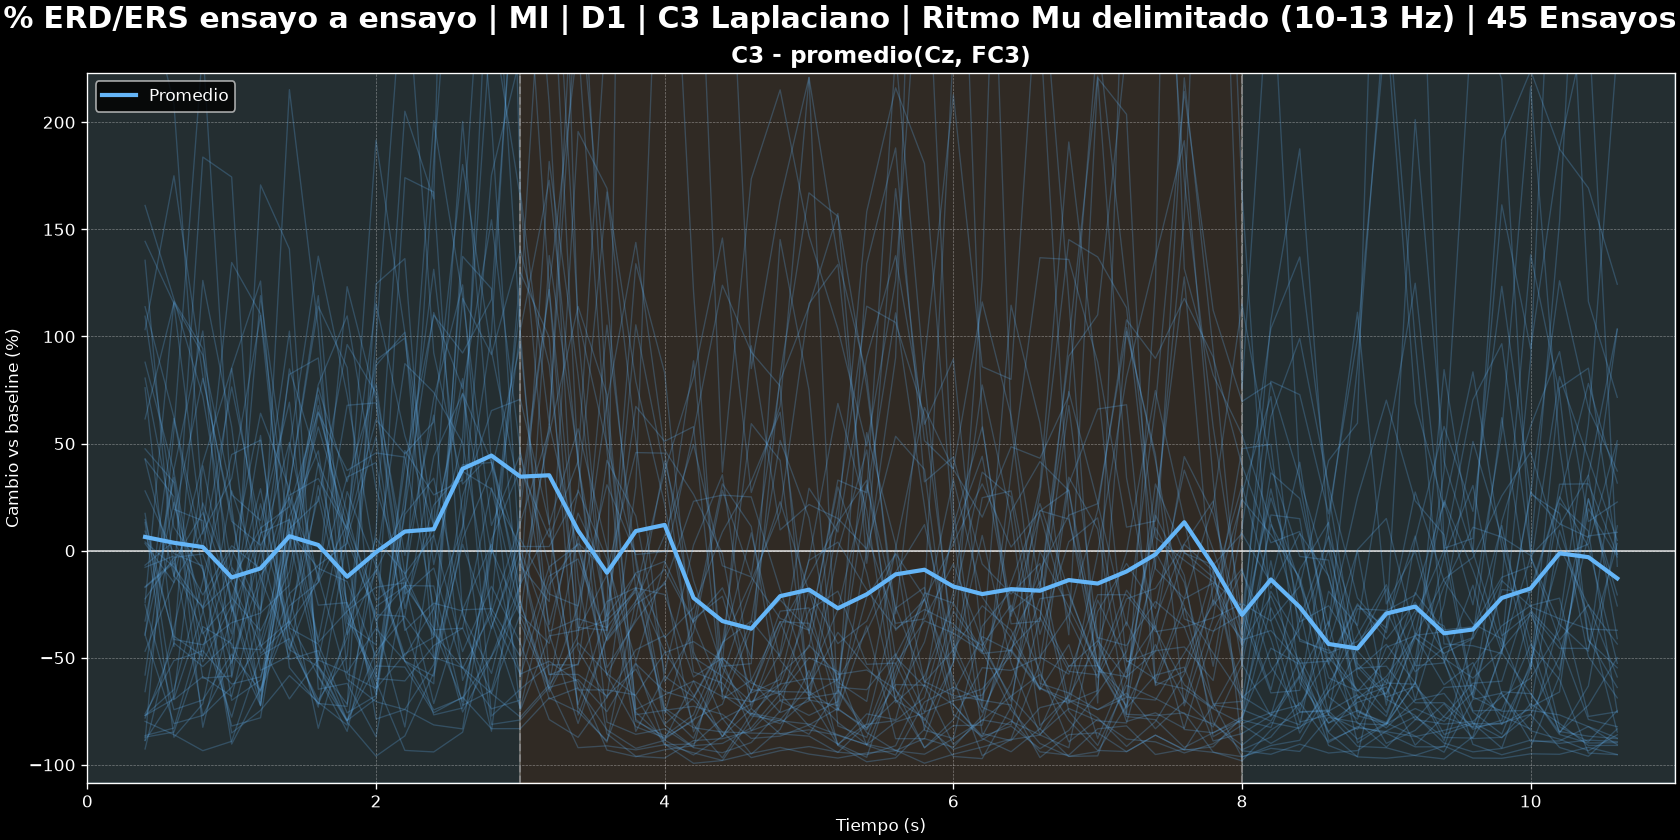 % ERD/ERS ensayo a ensayo | MI | D1 | C3 Laplaciano | Ritmo Mu delimitado (10-13 Hz) | 45 Ensayos
C3 - promedio(Cz, FC3)
Promedio
200
150
100
50
0
−50
−100
Cambio vs baseline (%)
0 2 4 6 8 10
Tiempo (s)